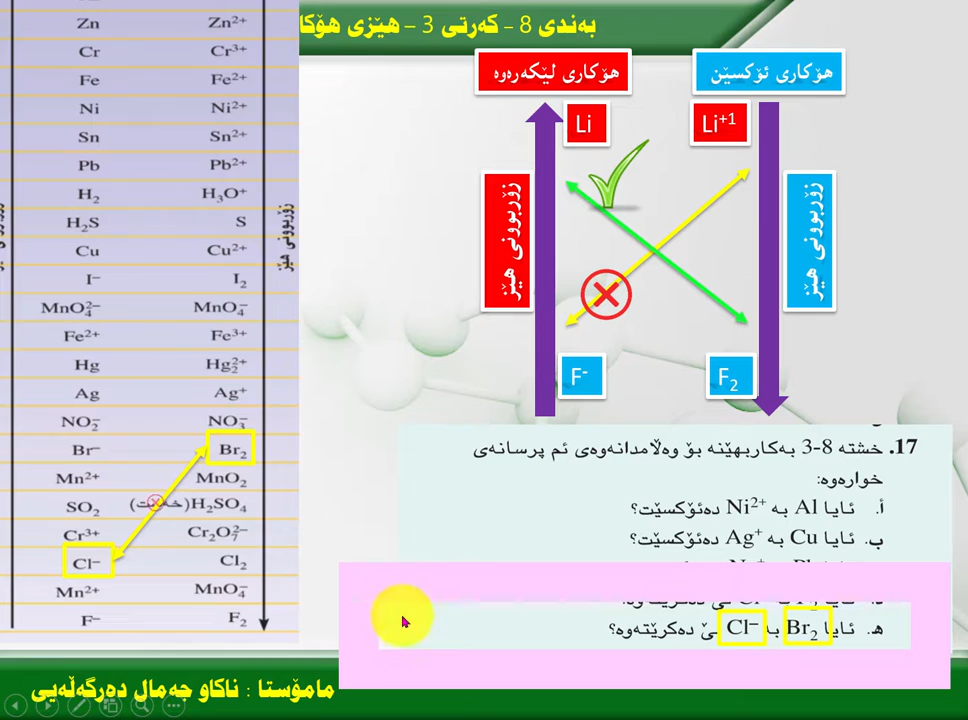 بەندی 8 - کەرتی 3 – هێزی هۆکا
Zn Zn²⁺
Cr Cr³⁺
Fe Fe²⁺
Ni Ni²⁺
Sn Sn²⁺
Pb Pb²⁺
H₂ H₃O⁺
H₂S S
Cu Cu²⁺
I⁻ I₂
MnO₄²⁻ MnO₄⁻
Fe²⁺ Fe³⁺
Hg Hg₂²⁺
Ag Ag⁺
NO₂⁻ NO₃⁻
Br⁻ Br₂
Mn²⁺ MnO₂
SO₂ H₂SO₄
Cr³⁺ Cr₂O₇²⁻
Cl⁻ Cl₂
Mn²⁺ MnO₄⁻
F⁻ F₂
زۆربوونی هێز
هۆکاری لێکەرەوە
هۆکاری ئۆکسێن
Li
Li⁺¹
زۆربوونی هێز
زۆربوونی هێز
F⁻
F₂
17. خشتە 8-3 بەکاربهێنە بۆ وەڵامدانەوەی ئم پرسانەی
خوارەوە:
أ. ئایا Al بە Ni²⁺ دەئۆکسێت؟
ب. ئایا Cu بە Ag⁺ دەئۆکسێت؟
هـ. ئایا Br₂ بە Cl⁻ لێ دەکرێتەوە؟
مامۆستا : ناکاو جەمال دەرگەڵەیی